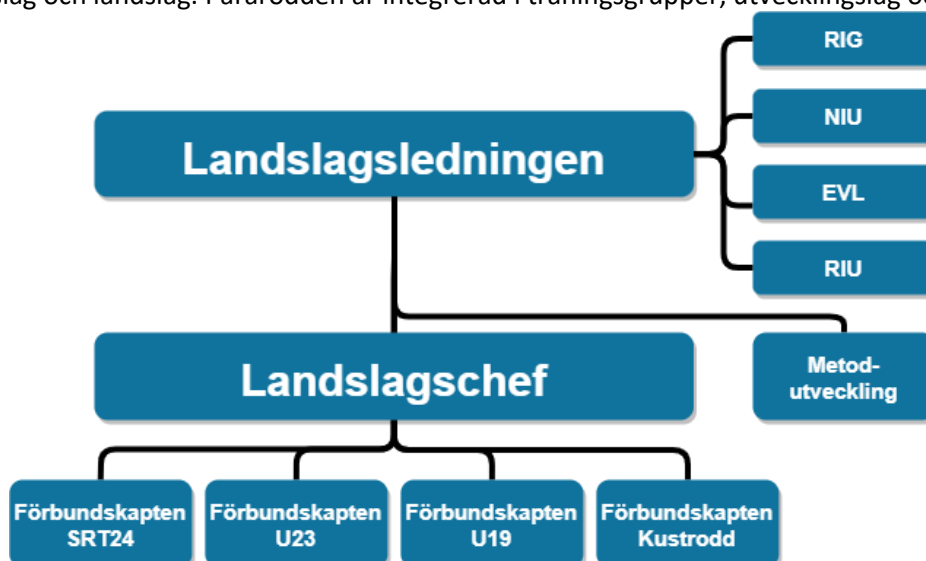 och landslag. Pararodden är integrerad i träningsgrupper, utvecklingslag
RIG
NIU
Landslagsledningen
EVL
RIU
Landslagschef
Metod-
utveckling
Förbundskapten
SRT24
Förbundskapten
U23
Förbundskapten
U19
Förbundskapten
Kustrodd